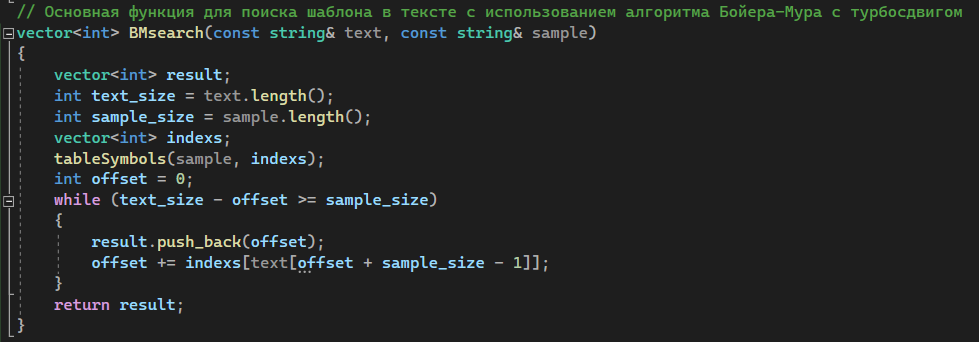 // Основная функция для поиска шаблона в тексте с использованием алгоритма Бойера-Мура с турбосдвигом
vector<int> BMsearch(const string& text, const string& sample)
{
    vector<int> result;
    int text_size = text.length();
    int sample_size = sample.length();
    vector<int> indexs;
    tableSymbols(sample, indexs);
    int offset = 0;
    while (text_size - offset >= sample_size)
    {
        result.push_back(offset);
        offset += indexs[text[offset + sample_size - 1]];
    }
    return result;
}